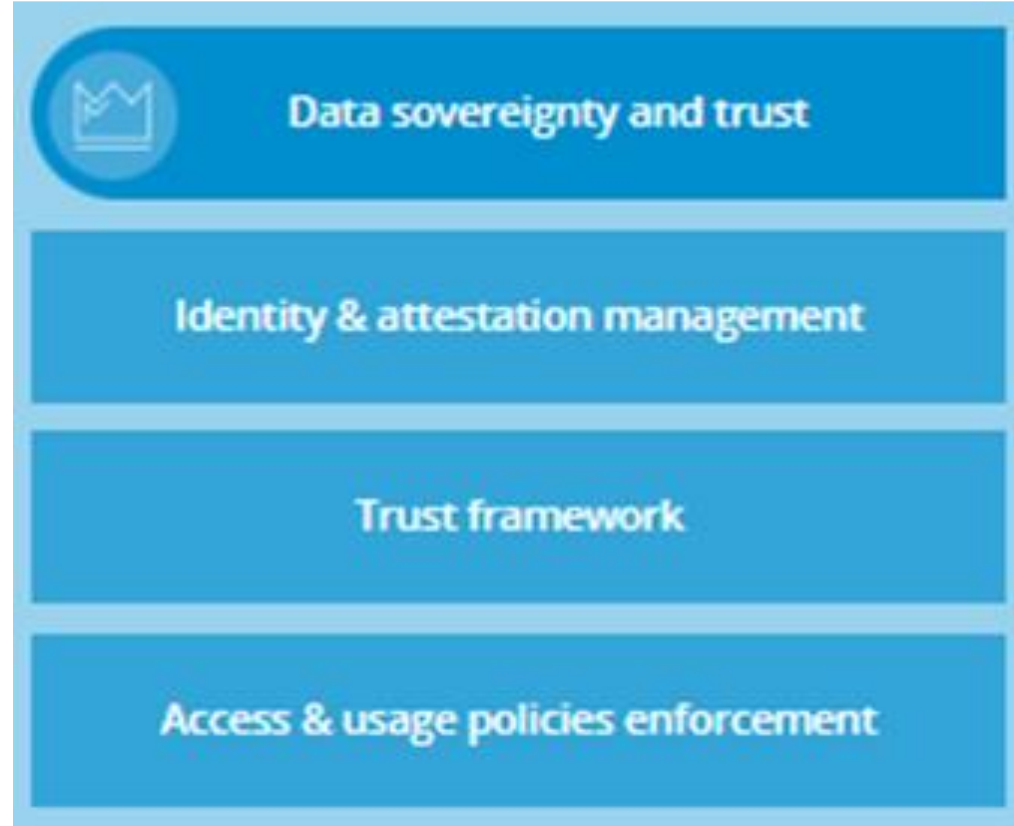 Data sovereignty and trust
Identity & attestation management
Trust framework
Access & usage policies enforcement